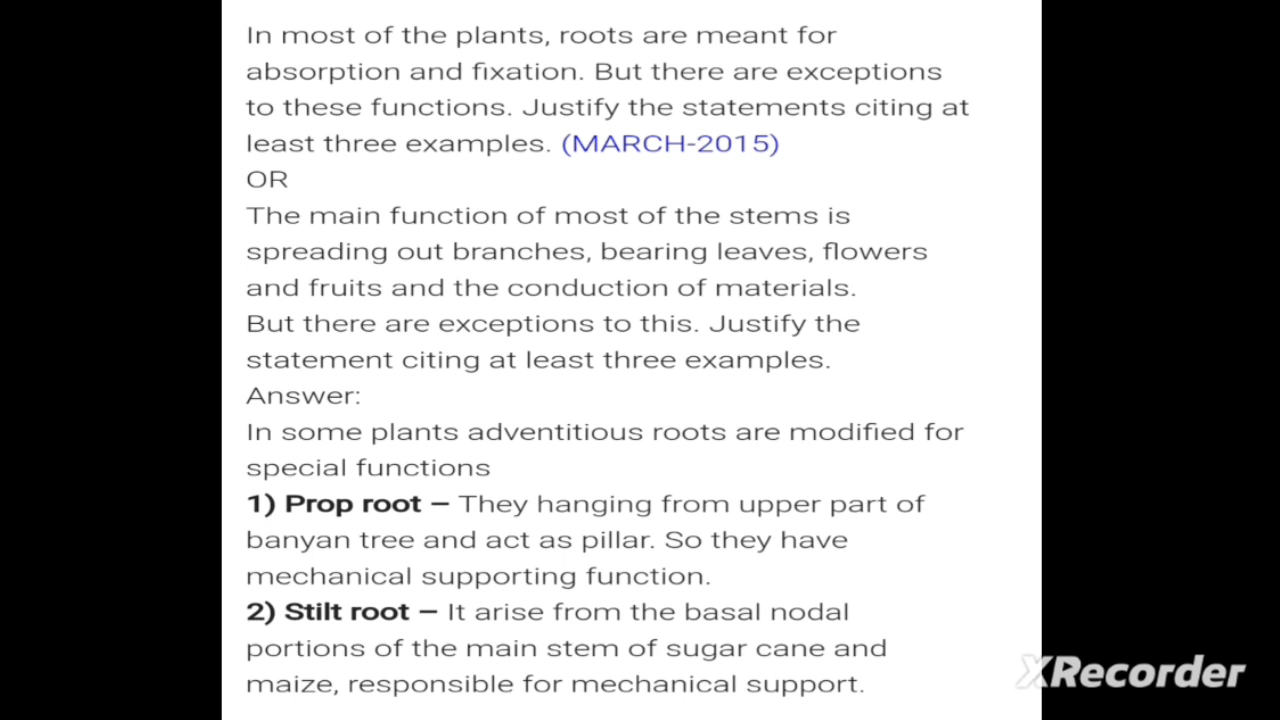 In most of the plants, roots are meant for
absorption and fixation. But there are exceptions
to these functions. Justify the statements citing at
least three examples. (MARCH-2015)
OR
The main function of most of the stems is
spreading out branches, bearing leaves, flowers
and fruits and the conduction of materials.
But there are exceptions to this. Justify the
statement citing at least three examples.
Answer:
In some plants adventitious roots are modified for
special functions
1) Prop root – They hanging from upper part of
banyan tree and act as pillar. So they have
mechanical supporting function.
2) Stilt root – It arise from the basal nodal
portions of the main stem of sugar cane and
maize, responsible for mechanical support.
XRecorder